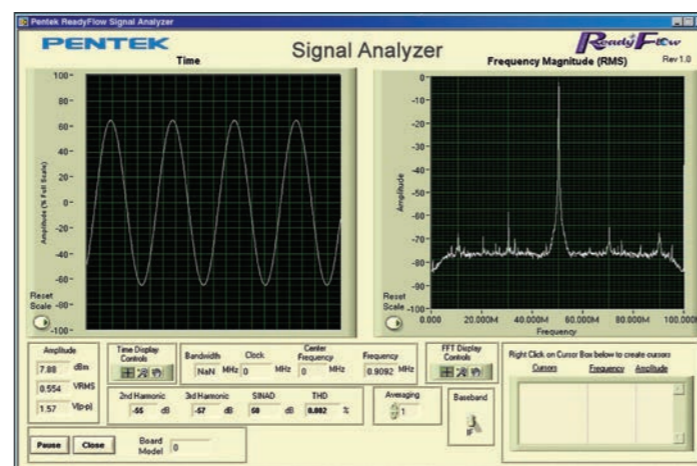 Pentek ReadyFlow Signal Analyzer
PENTEK
Signal Analyzer
ReadyFlow
Time
Frequency Magnitude (RMS)
Rev 1.0
Amplitude (% Full Scale)
100-
80-
60-
40-
20-
0-
-20-
-40-
-60-
-80-
-100-
Reset
Scale
Amplitude
0-
-10-
-20-
-30-
-40-
-50-
-60-
-70-
-80-
-90-
-100-
0.000 20.000M 40.000M 60.000M 80.000M 100.000
Frequency
Reset
Scale
Amplitude
7.88 dBm
0.554 VRMS
1.57 V(p-p)
Time Display
Controls
Bandwidth Clock Center Frequency Frequency
NaN MHz 0 MHz 0 MHz 0.9092 MHz
FFT Display
Controls
2nd Harmonic 3rd Harmonic SINAD THD
-55 dB -57 dB 50 dB 0.002 %
Averaging
1
Baseband
IF
Right Click on Cursor Box below to create cursors
Cursors Frequency Amplitude
Pause Close Board Model 0